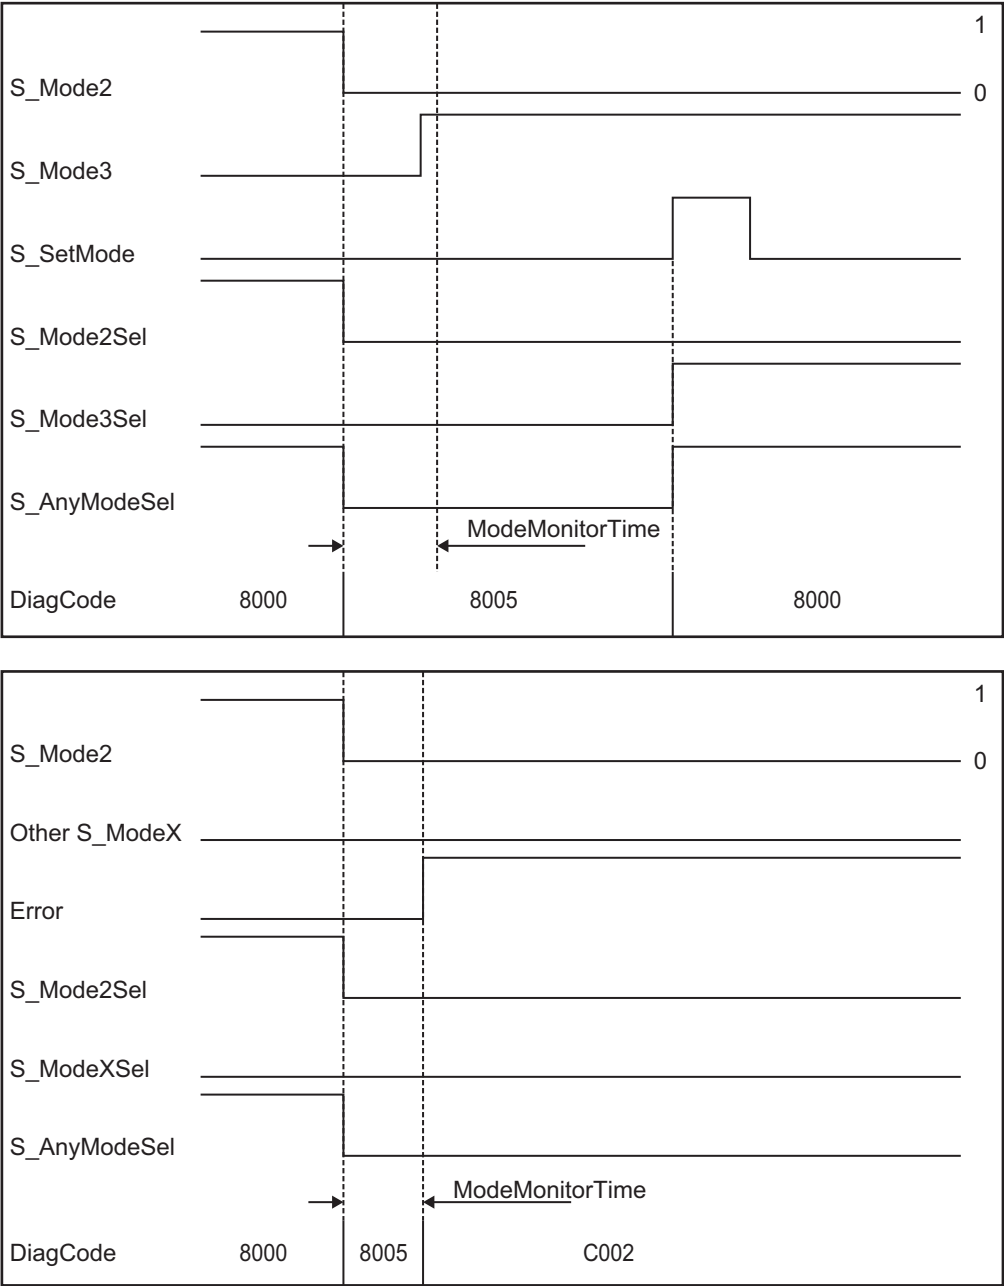 1
S_Mode2
0
S_Mode3
S_SetMode
S_Mode2Sel
S_Mode3Sel
S_AnyModeSel
ModeMonitorTime
DiagCode 8000 8005 8000
1
S_Mode2
0
Other S_ModeX
Error
S_Mode2Sel
S_ModeXSel
S_AnyModeSel
ModeMonitorTime
DiagCode 8000 8005 C002